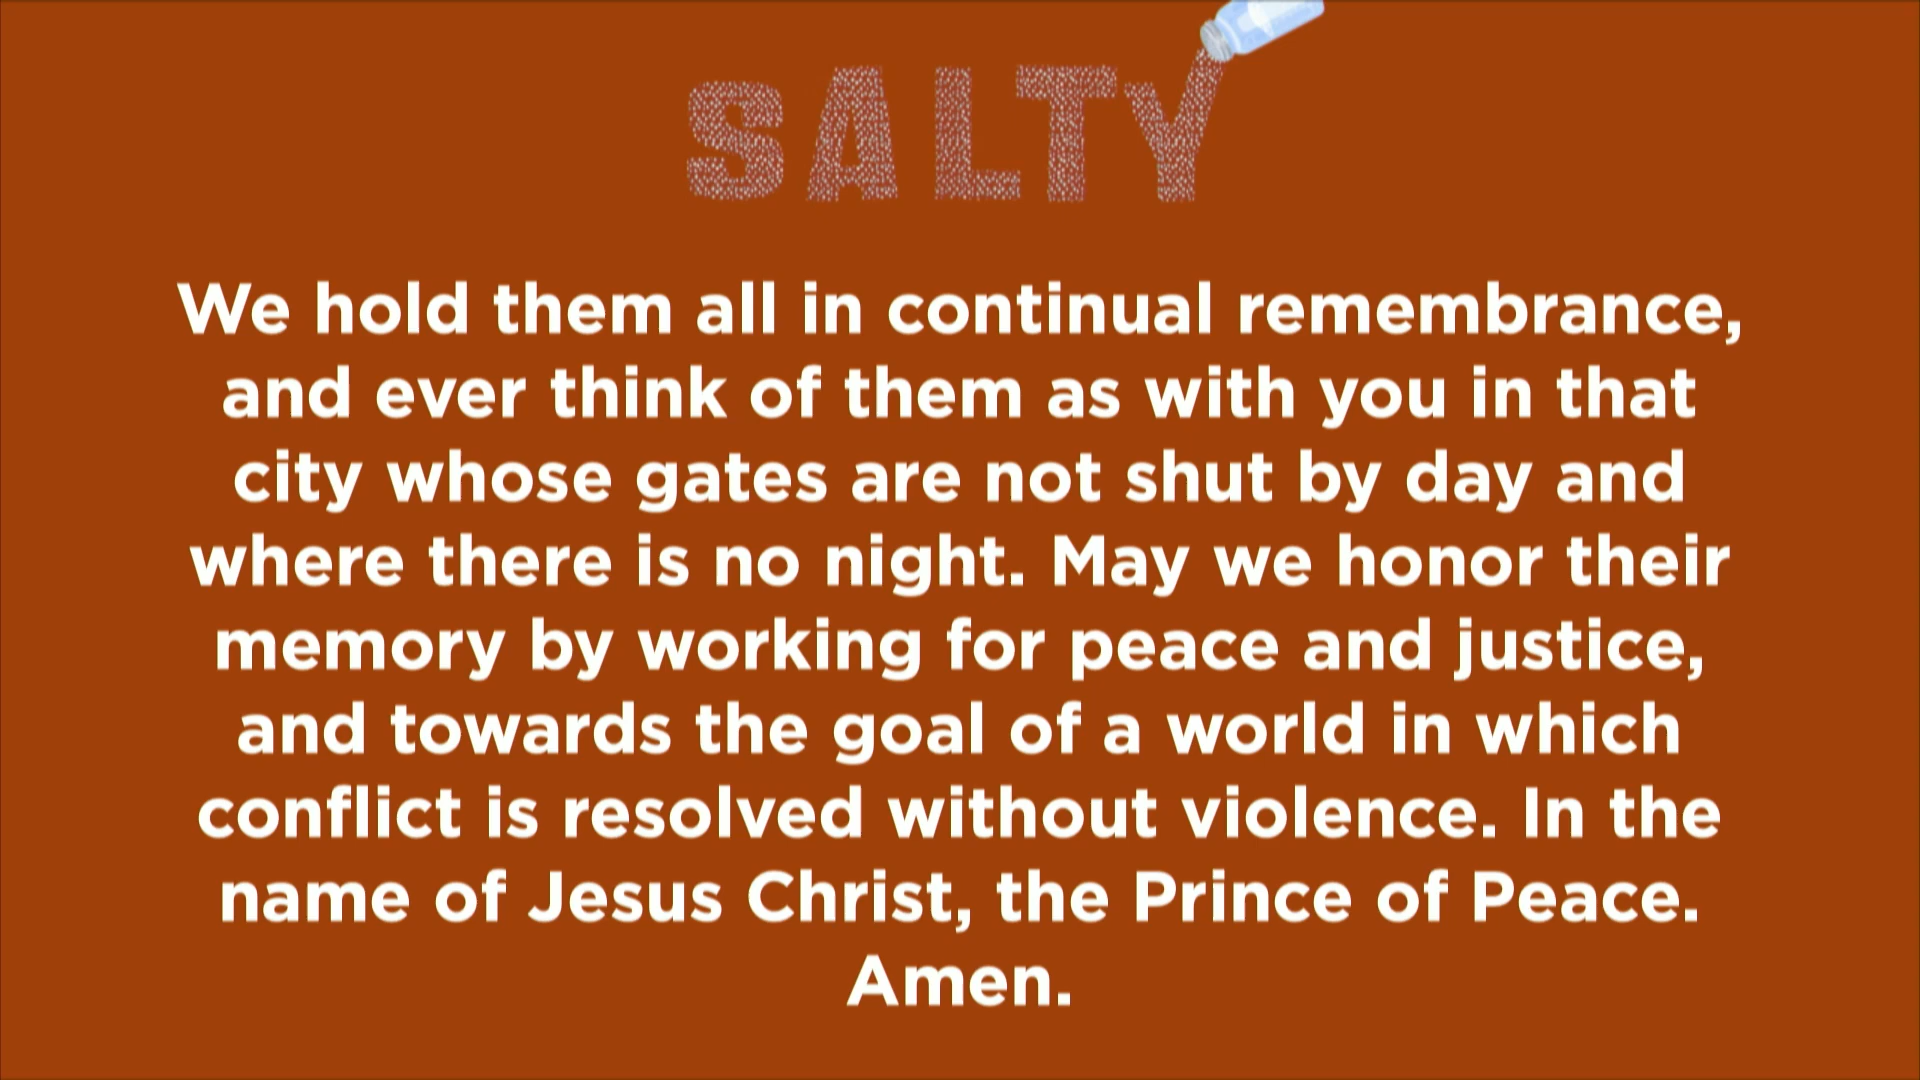 SALTY
We hold them all in continual remembrance,
and ever think of them as with you in that
city whose gates are not shut by day and
where there is no night. May we honor their
memory by working for peace and justice,
and towards the goal of a world in which
conflict is resolved without violence. In the
name of Jesus Christ, the Prince of Peace.
Amen.